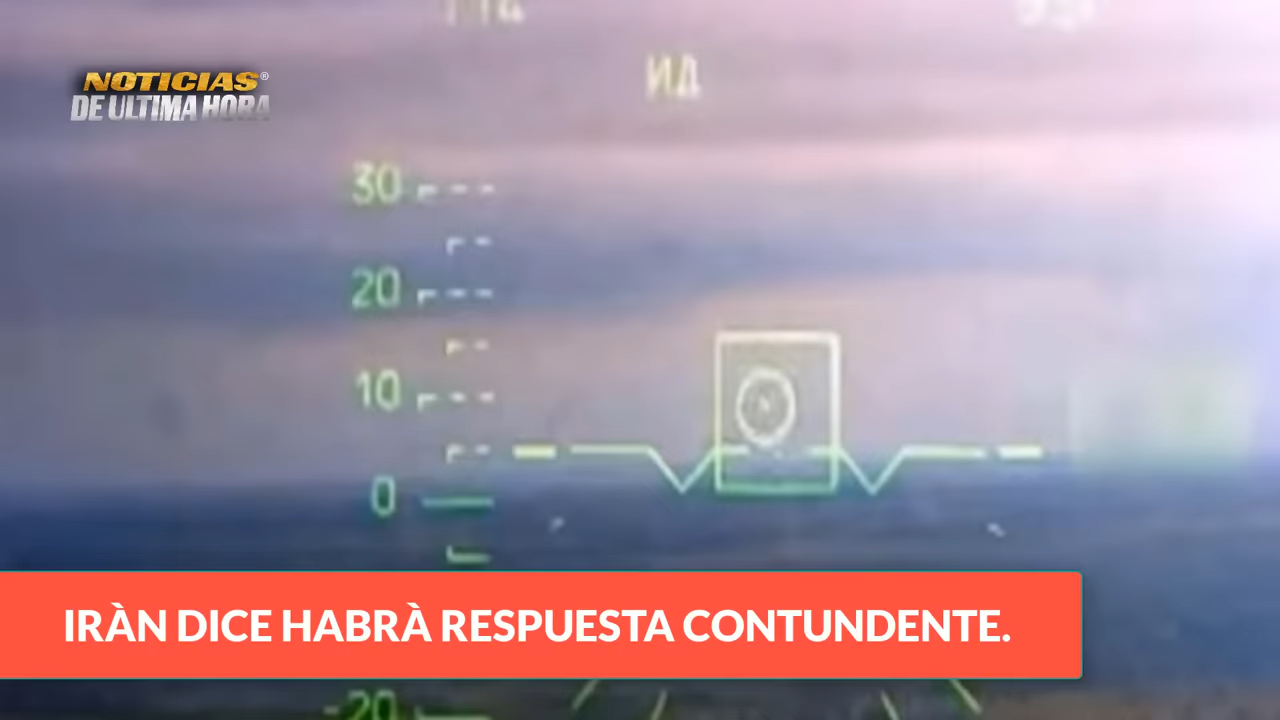 NOTICIAS®
DE ULTIMA HORA
ИД
30
20
10
0
IRÀN DICE HABRÀ RESPUESTA CONTUNDENTE.
-20